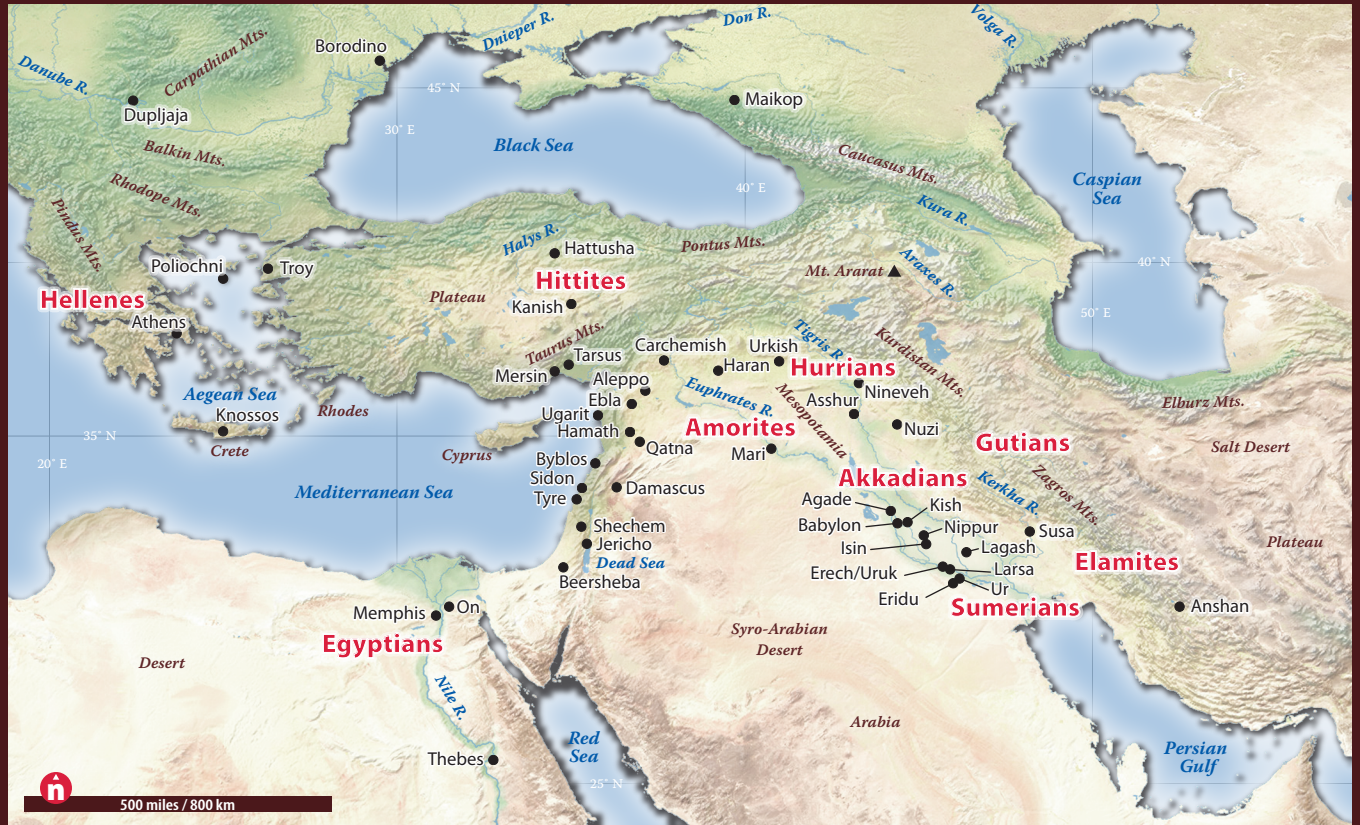 Volga R.
Don R.
Dnieper R.
Borodino
Carpathian Mts.
Danube R.
45° N
Maikop
Dupljaja
30° E
Black Sea
Balkin Mts.
Caucasus Mts.
Rhodope Mts.
40° E
Caspian
Sea
Kura R.
Pindus Mts.
Halys R.
Hattusha
Pontus Mts.
Poliochni
Troy
Mt. Ararat
Araxes R.
40° N
Hittites
Hellenes
Plateau
Kanish
50° E
Athens
Taurus Mts.
Tigris R.
Kurdistan Mts.
Carchemish
Urkish
Tarsus
Haran
Hurrians
Mersin
Aleppo
Nineveh
Aegean Sea
Ebla
Euphrates R.
Mesopotamia
Asshur
Elburz Mts.
Knossos
Rhodes
Ugarit
Hamath
Amorites
Nuzi
35° N
Gutians
Salt Desert
Crete
Cyprus
Qatna
Mari
20° E
Byblos
Sidon
Akkadians
Kerkha R.
Zagros Mts.
Mediterranean Sea
Tyre
Damascus
Agade
Kish
Shechem
Babylon
Nippur
Susa
Jericho
Isin
Lagash
Plateau
Dead Sea
Elamites
Beersheba
Erech/Uruk
Larsa
Ur
Eridu
Sumerians
Anshan
Memphis
On
Egyptians
Syro-Arabian
Desert
Desert
Nile R.
Arabia
Red
Sea
Persian
Gulf
Thebes
25° N
n
500 miles / 800 km